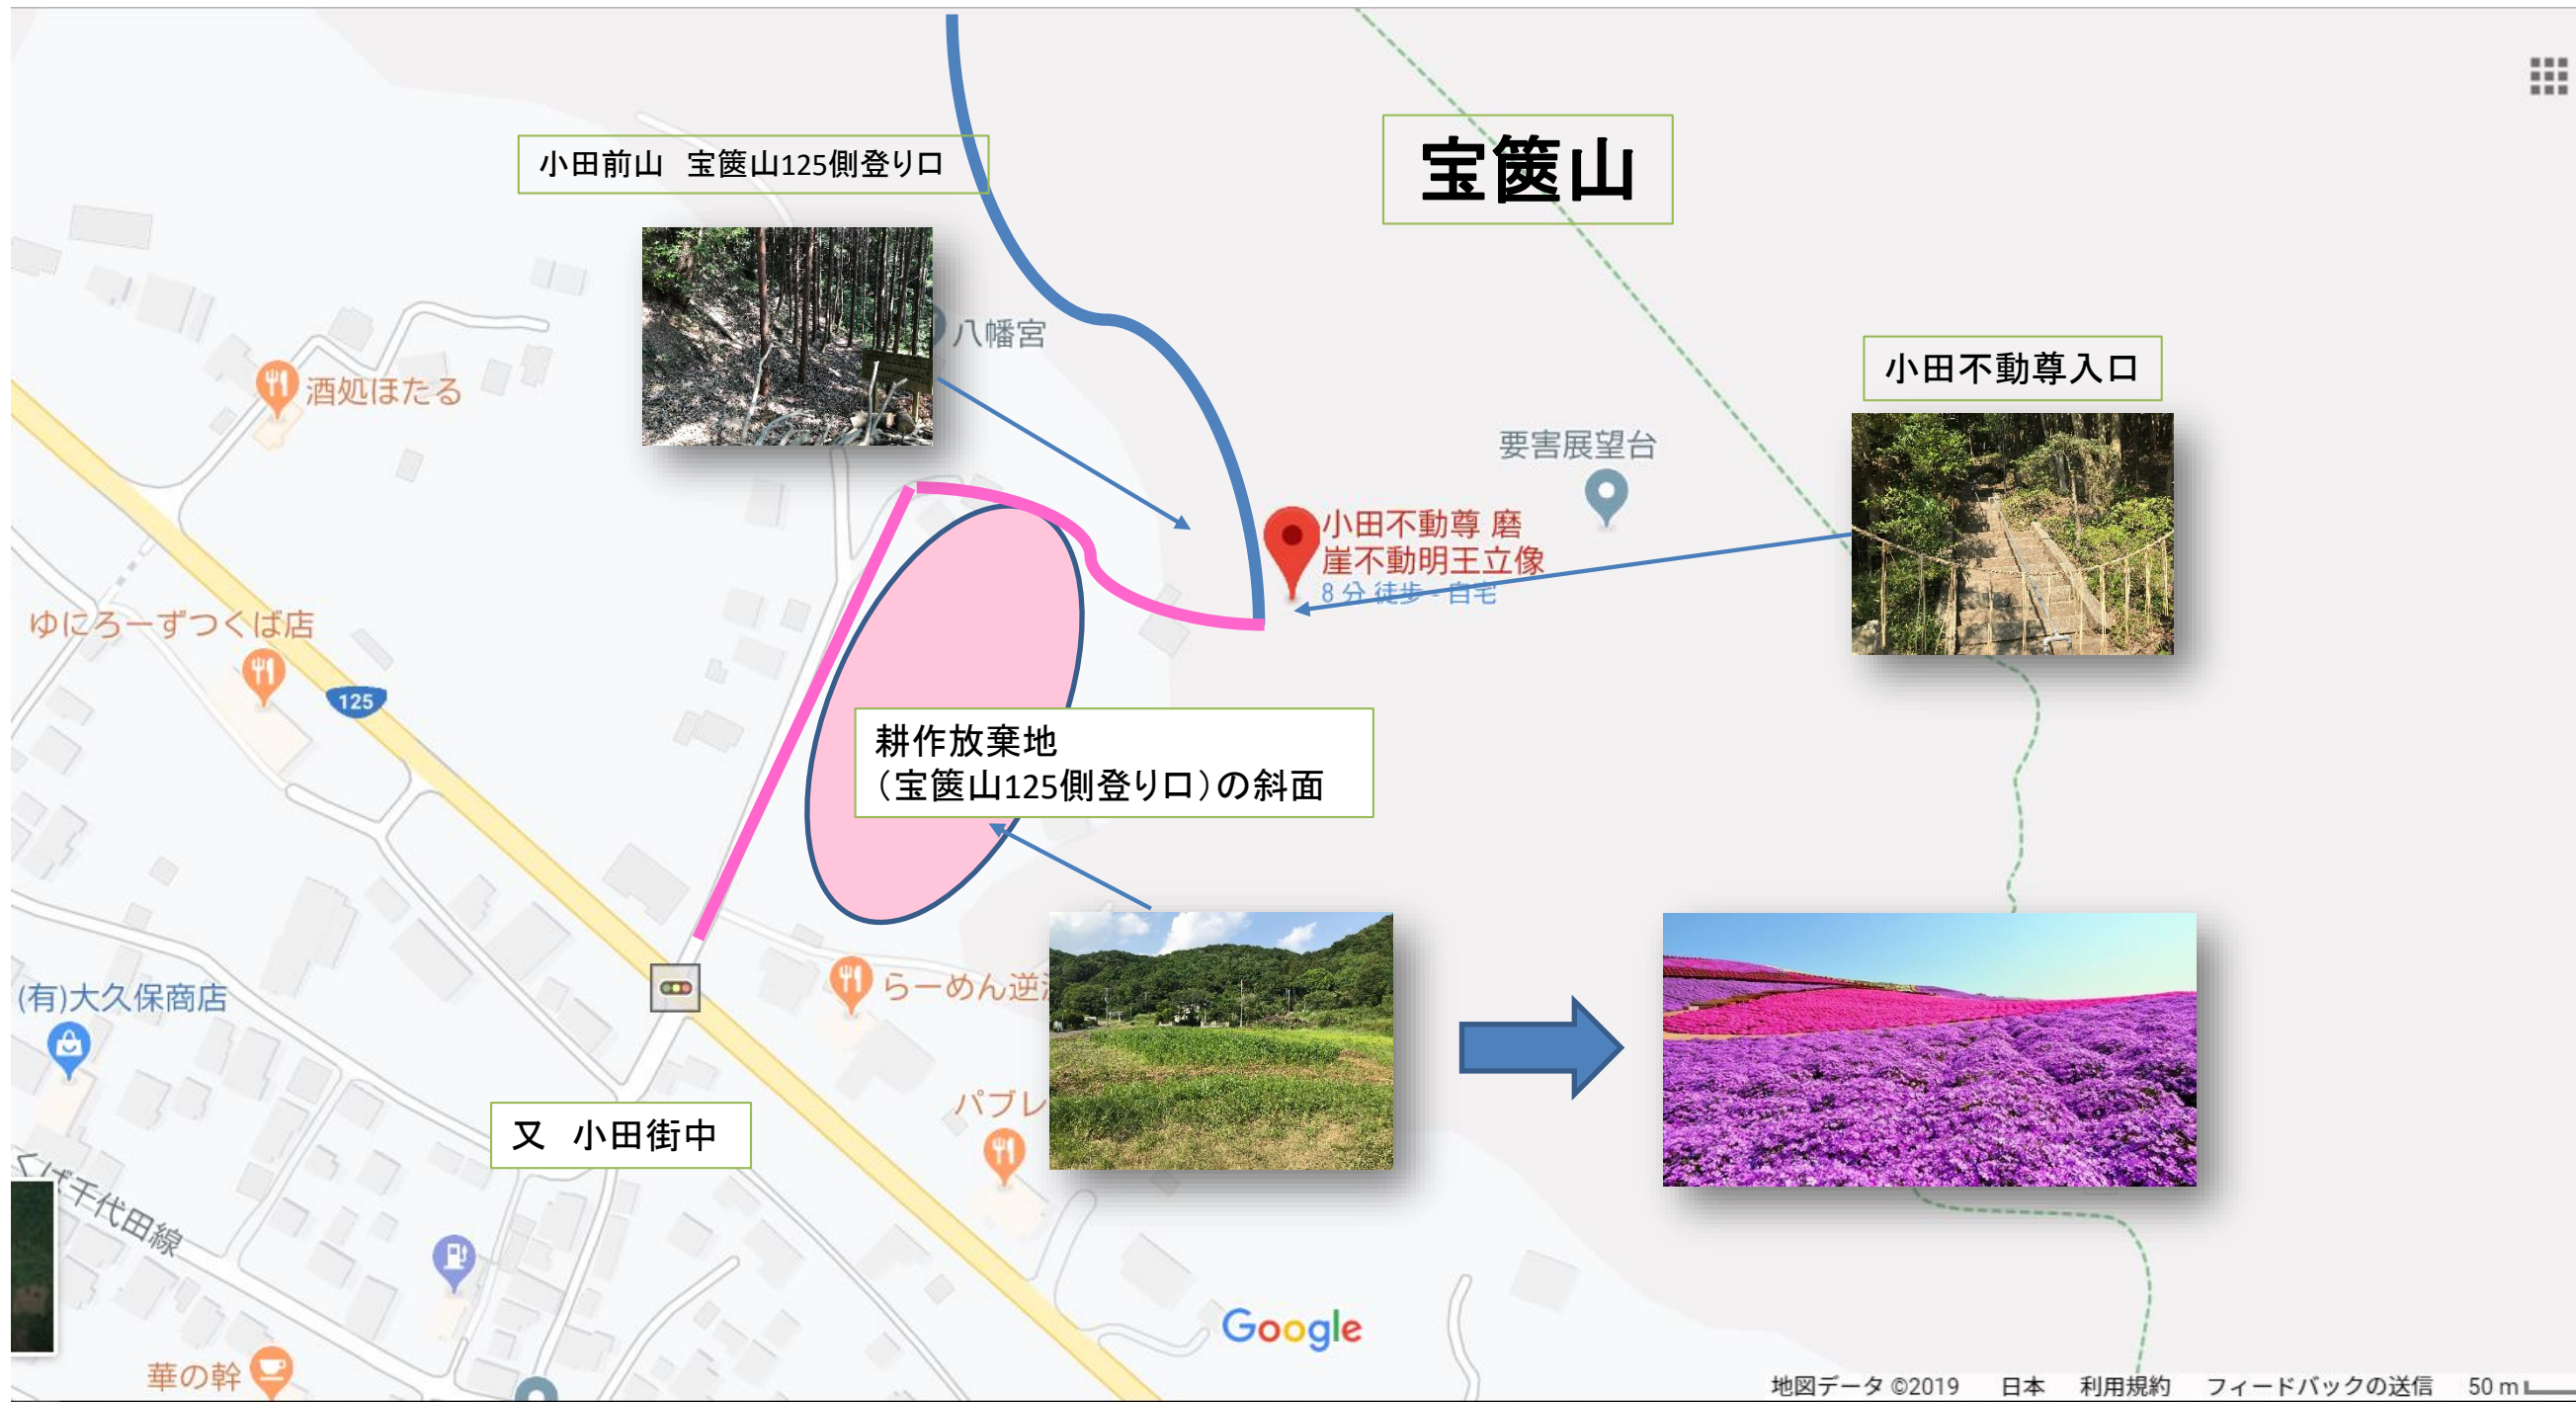 小田前山　宝篋山125側登り口
宝篋山
八幡宮
小田不動尊入口
酒処ほたる
要害展望台
小田不動尊 磨
崖不動明王立像
8 分 徒歩 - 自宅
ゆにろーずつくば店
125
耕作放棄地
（宝篋山125側登り口）の斜面
(有)大久保商店
らーめん逆
パブレ
又　小田街中
くば千代田線
Google
華の幹
地図データ ©2019　日本　利用規約　フィードバックの送信　50 m